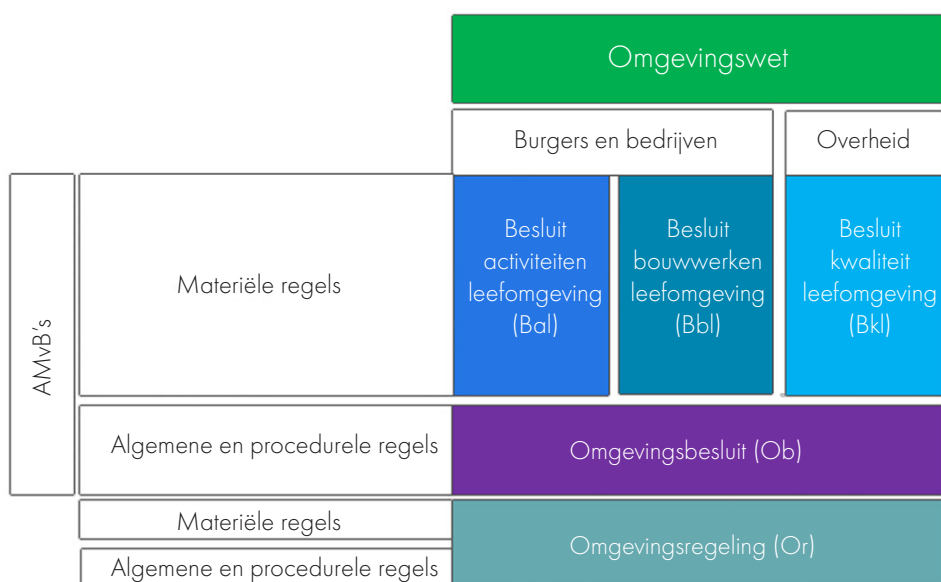 Omgevingswet
Burgers en bedrijven
Overheid
AMvB's
Materiële regels
Besluit
activiteiten
leefomgeving
(Bal)
Besluit
bouwwerken
leefomgeving
(Bbl)
Besluit
kwaliteit
leefomgeving
(Bkl)
Algemene en procedurele regels
Omgevingsbesluit (Ob)
Materiële regels
Omgevingsregeling (Or)
Algemene en procedurele regels